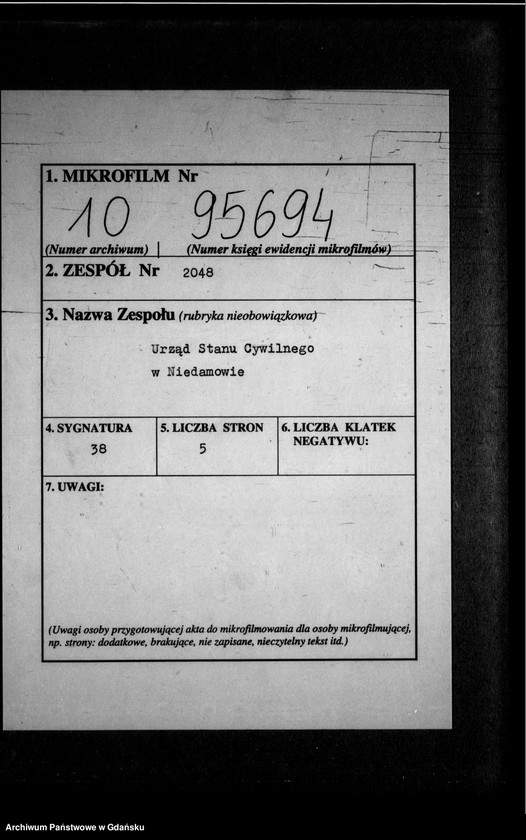 1. MIKROFILM Nr
10 95694
(Numer archiwum) (Numer księgi ewidencji mikrofilmów)
2. ZESPÓŁ Nr 2048
3. Nazwa Zespołu (rubryka nieobowiązkowa)
Urząd Stanu Cywilnego
w Niedamowie
4. SYGNATURA 5. LICZBA STRON 6. LICZBA KLATEK
NEGATYWU:
38 5
7. UWAGI:
(Uwagi osoby przygotowującej akta do mikrofilmowania dla osoby mikrofilmującej,
np. strony: dodatkowe, brakujące, nie zapisane, nieczytelny tekst itd.)
Archiwum Państwowe w Gdańsku